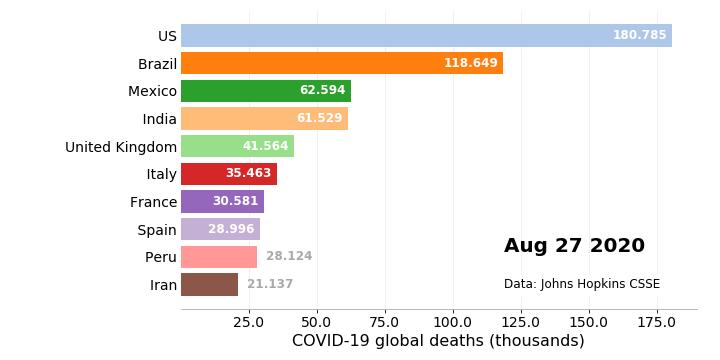 US 180.785
Brazil 118.649
Mexico 62.594
India 61.529
United Kingdom 41.564
Italy 35.463
France 30.581
Spain 28.996
Peru 28.124
Iran 21.137
Aug 27 2020
Data: Johns Hopkins CSSE
25.0 50.0 75.0 100.0 125.0 150.0 175.0
COVID-19 global deaths (thousands)